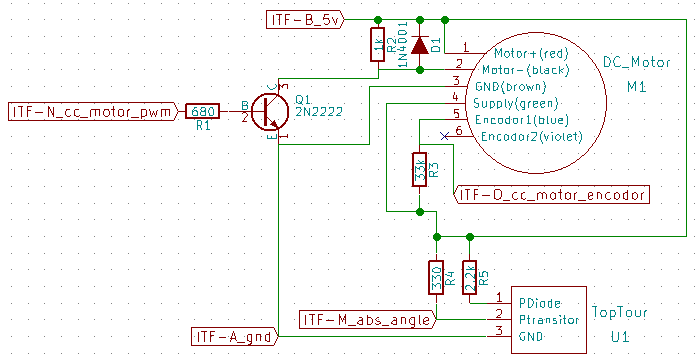 ITF-B_5v
1k
R2
1N4001
D1
1
Motor+(red)
DC_Motor
2
Motor-(black)
M1
3
GND(brown)
4
Supply(green)
5
Encodor1(blue)
6
Encodor2(violet)
C
3
Q1
2N2222
ITF-N_cc_motor_pwm
680
R1
B
2
E
1
33k
R3
ITF-O_cc_motor_encodor
330
R4
2.2k
R5
1
PDiode
TopTour
2
Ptransitor
ITF-M_abs_angle
3
GND
U1
ITF-A_gnd